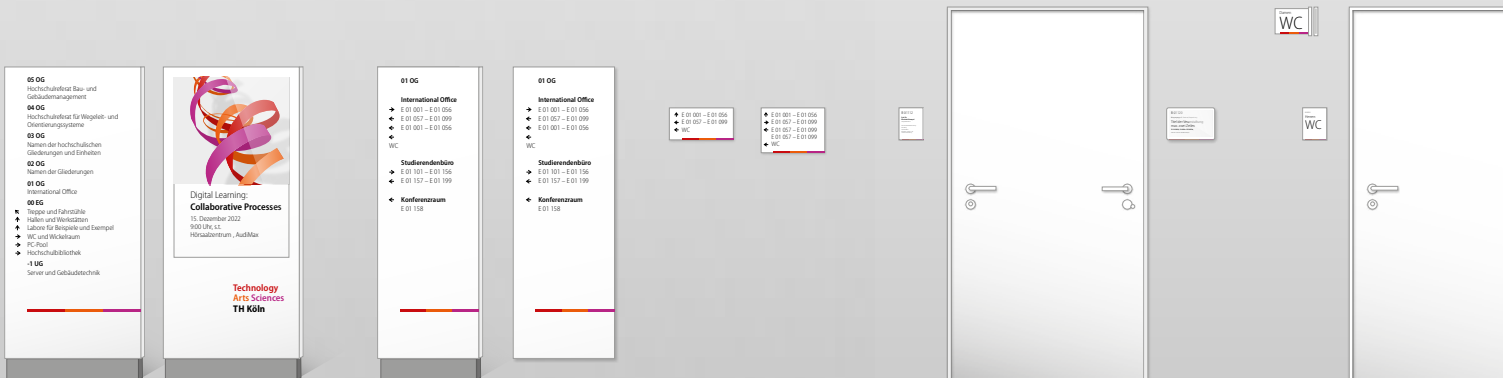 05 OG
Hochschulreferat Bau- und
Gebäudemanagement
04 OG
Hochschulreferat für Wegeleit- und
Orientierungssysteme
03 OG
Namen der hochschulischen
Gliederungen und Einheiten
02 OG
Namen der Gliederungen
01 OG
International Office
00 EG
Treppe und Fahrstühle
Hallen und Werkstätten
Labore für Beispiele und Exempel
WC und Wickelraum
PC-Pool
Hochschulbibliothek
-1 UG
Server und Gebäudetechnik
Digital Learning:
Collaborative Processes
15. Dezember 2022
9:00 Uhr, s.t.
Hörsaalzentrum , AudiMax
Technology
Arts Sciences
TH Köln
01 OG
International Office
E 01 001 – E 01 056
E 01 057 – E 01 099
E 01 001 – E 01 056
WC
Studierendenbüro
E 01 101 – E 01 156
E 01 157 – E 01 199
Konferenzraum
E 01 158
01 OG
International Office
E 01 001 – E 01 056
E 01 057 – E 01 099
E 01 001 – E 01 056
WC
Studierendenbüro
E 01 101 – E 01 156
E 01 157 – E 01 199
Konferenzraum
E 01 158
E 01 001 – E 01 056
E 01 057 – E 01 099
WC
E 01 001 – E 01 056
E 01 057 – E 01 099
E 01 057 – E 01 099
E 01 057 – E 01 099
WC
Damen
WC
WC